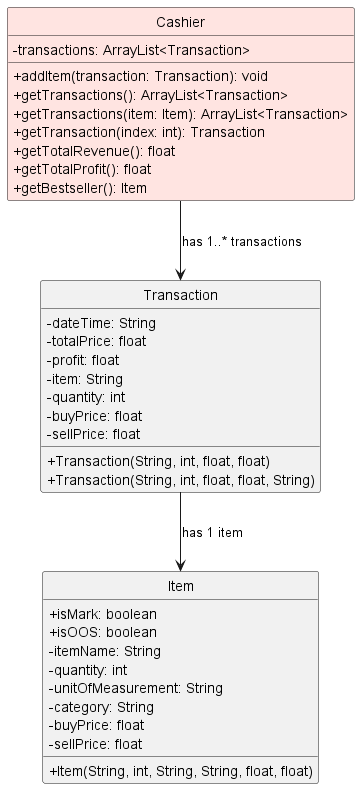 Cashier
-transactions: ArrayList<Transaction>
+addItem(transaction: Transaction): void
+getTransactions(): ArrayList<Transaction>
+getTransactions(item: Item): ArrayList<Transaction>
+getTransaction(index: int): Transaction
+getTotalRevenue(): float
+getTotalProfit(): float
+getBestseller(): Item
has 1..* transactions
Transaction
-dateTime: String
-totalPrice: float
-profit: float
-item: String
-quantity: int
-buyPrice: float
-sellPrice: float
+Transaction(String, int, float, float)
+Transaction(String, int, float, float, String)
has 1 item
Item
+isMark: boolean
+isOOS: boolean
-itemName: String
-quantity: int
-unitOfMeasurement: String
-category: String
-buyPrice: float
-sellPrice: float
+Item(String, int, String, String, float, float)